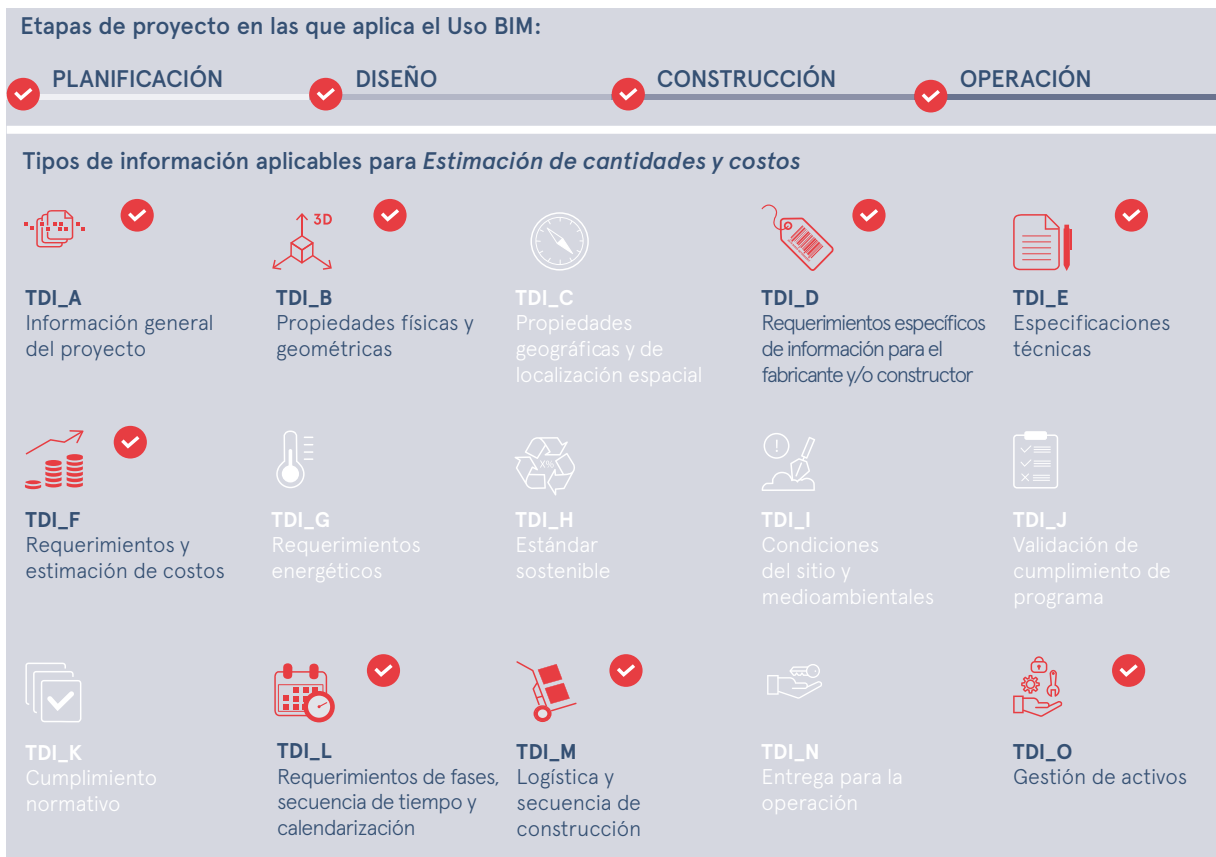 Etapas de proyecto en las que aplica el Uso BIM:
PLANIFICACIÓN
DISEÑO
CONSTRUCCIÓN
OPERACIÓN
Tipos de información aplicables para Estimación de cantidades y costos
TDI_A
Información general
del proyecto
3D
TDI_B
Propiedades físicas y
geométricas
TDI_C
Propiedades
geográficas y de
localización espacial
TDI_D
Requerimientos específicos
de información para el
fabricante y/o constructor
TDI_E
Especificaciones
técnicas
TDI_F
Requerimientos y
estimación de costos
TDI_G
Requerimientos
energéticos
X%
TDI_H
Estándar
sostenible
TDI_I
Condiciones
del sitio y
medioambientales
TDI_J
Validación de
cumplimiento de
programa
TDI_K
Cumplimiento
normativo
TDI_L
Requerimientos de fases,
secuencia de tiempo y
calendarización
TDI_M
Logística y
secuencia de
construcción
TDI_N
Entrega para la
operación
TDI_O
Gestión de activos